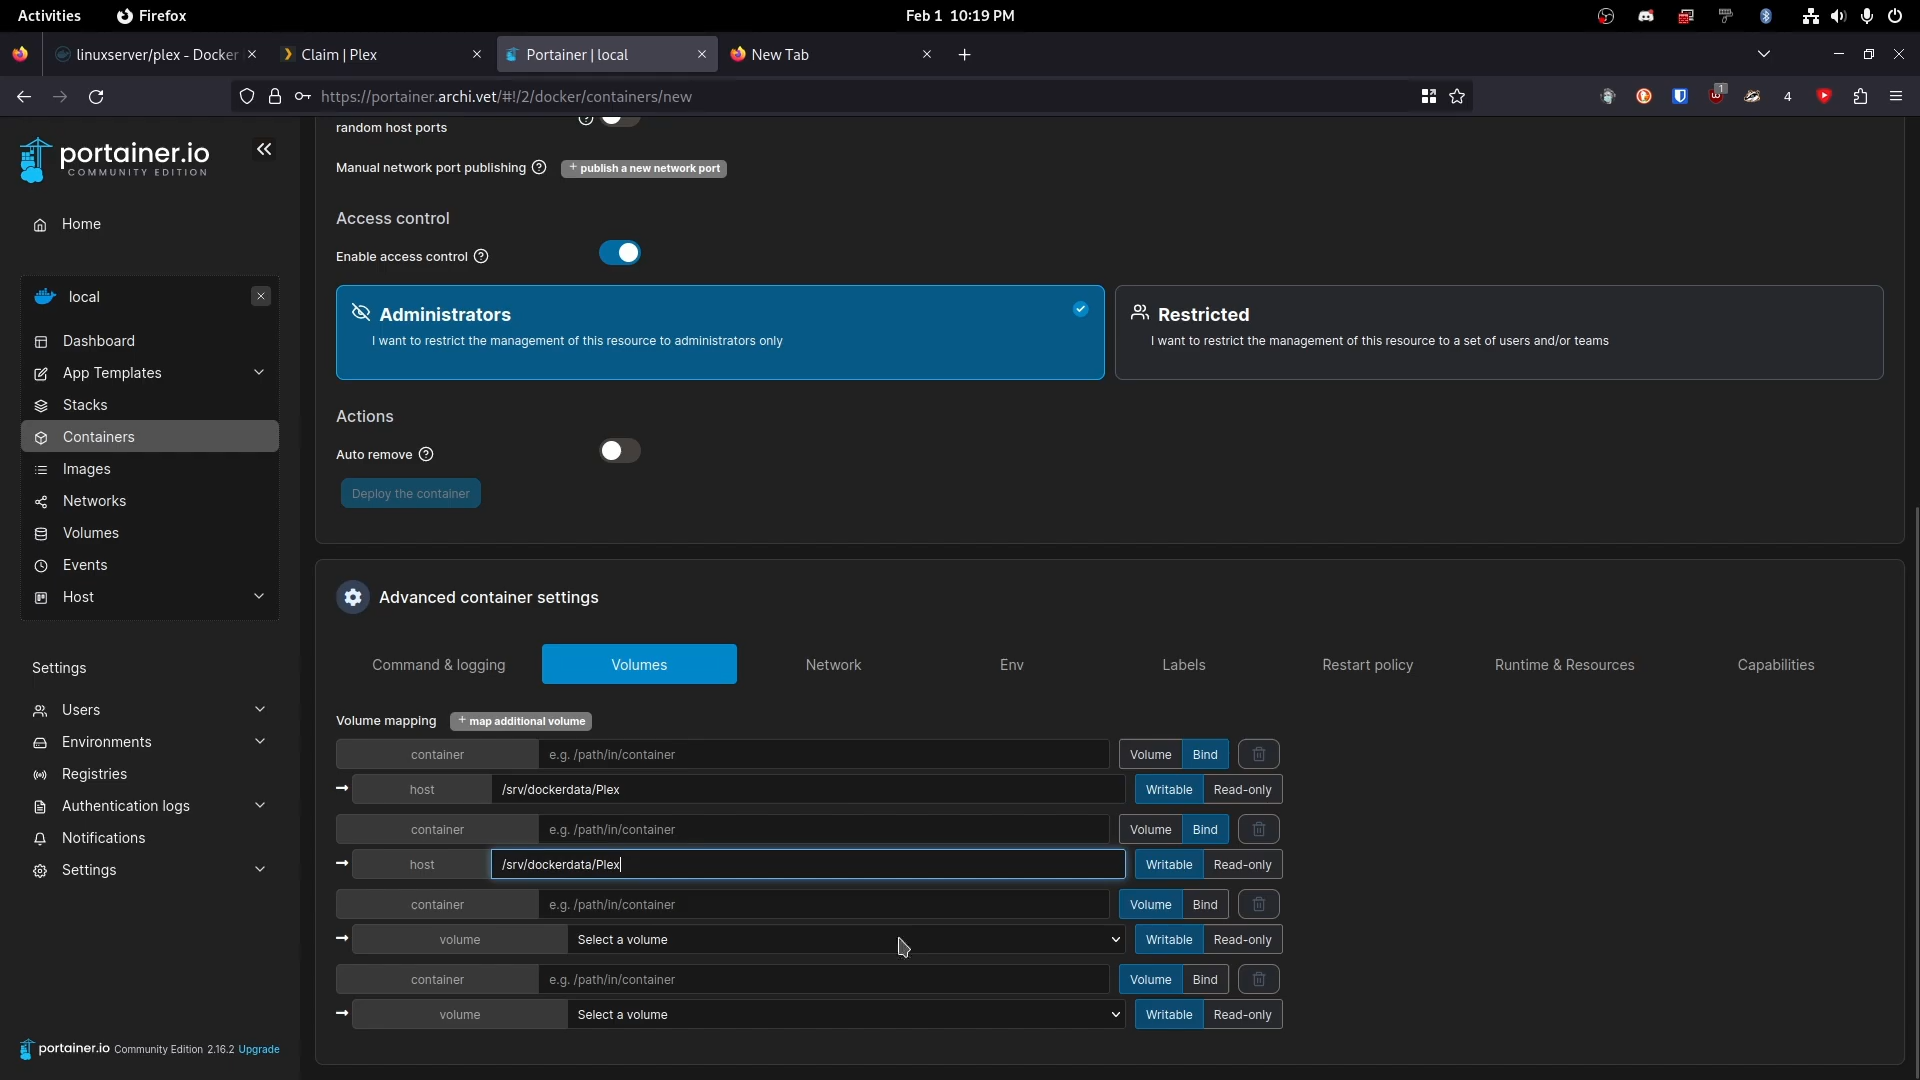 Activities
Firefox
Feb 1 10:19 PM
linuxserver/plex - Docker
Claim | Plex
Portainer | local
New Tab
https://portainer.archi.vet/#!/2/docker/containers/new
1
4
portainer.io
COMMUNITY EDITION
Home
local
Dashboard
App Templates
Stacks
Containers
Images
Networks
Volumes
Events
Host
Settings
Users
Environments
Registries
Authentication logs
Notifications
Settings
portainer.io Community Edition 2.16.2 Upgrade
random host ports
Manual network port publishing
+ publish a new network port
Access control
Enable access control
Administrators
I want to restrict the management of this resource to administrators only
Restricted
I want to restrict the management of this resource to a set of users and/or teams
Actions
Auto remove
Deploy the container
Advanced container settings
Command & logging
Volumes
Network
Env
Labels
Restart policy
Runtime & Resources
Capabilities
Volume mapping
+ map additional volume
container e.g. /path/in/container Volume Bind
host /srv/dockerdata/Plex Writable Read-only
container e.g. /path/in/container Volume Bind
host /srv/dockerdata/Plex Writable Read-only
container e.g. /path/in/container Volume Bind
volume Select a volume Writable Read-only
container e.g. /path/in/container Volume Bind
volume Select a volume Writable Read-only